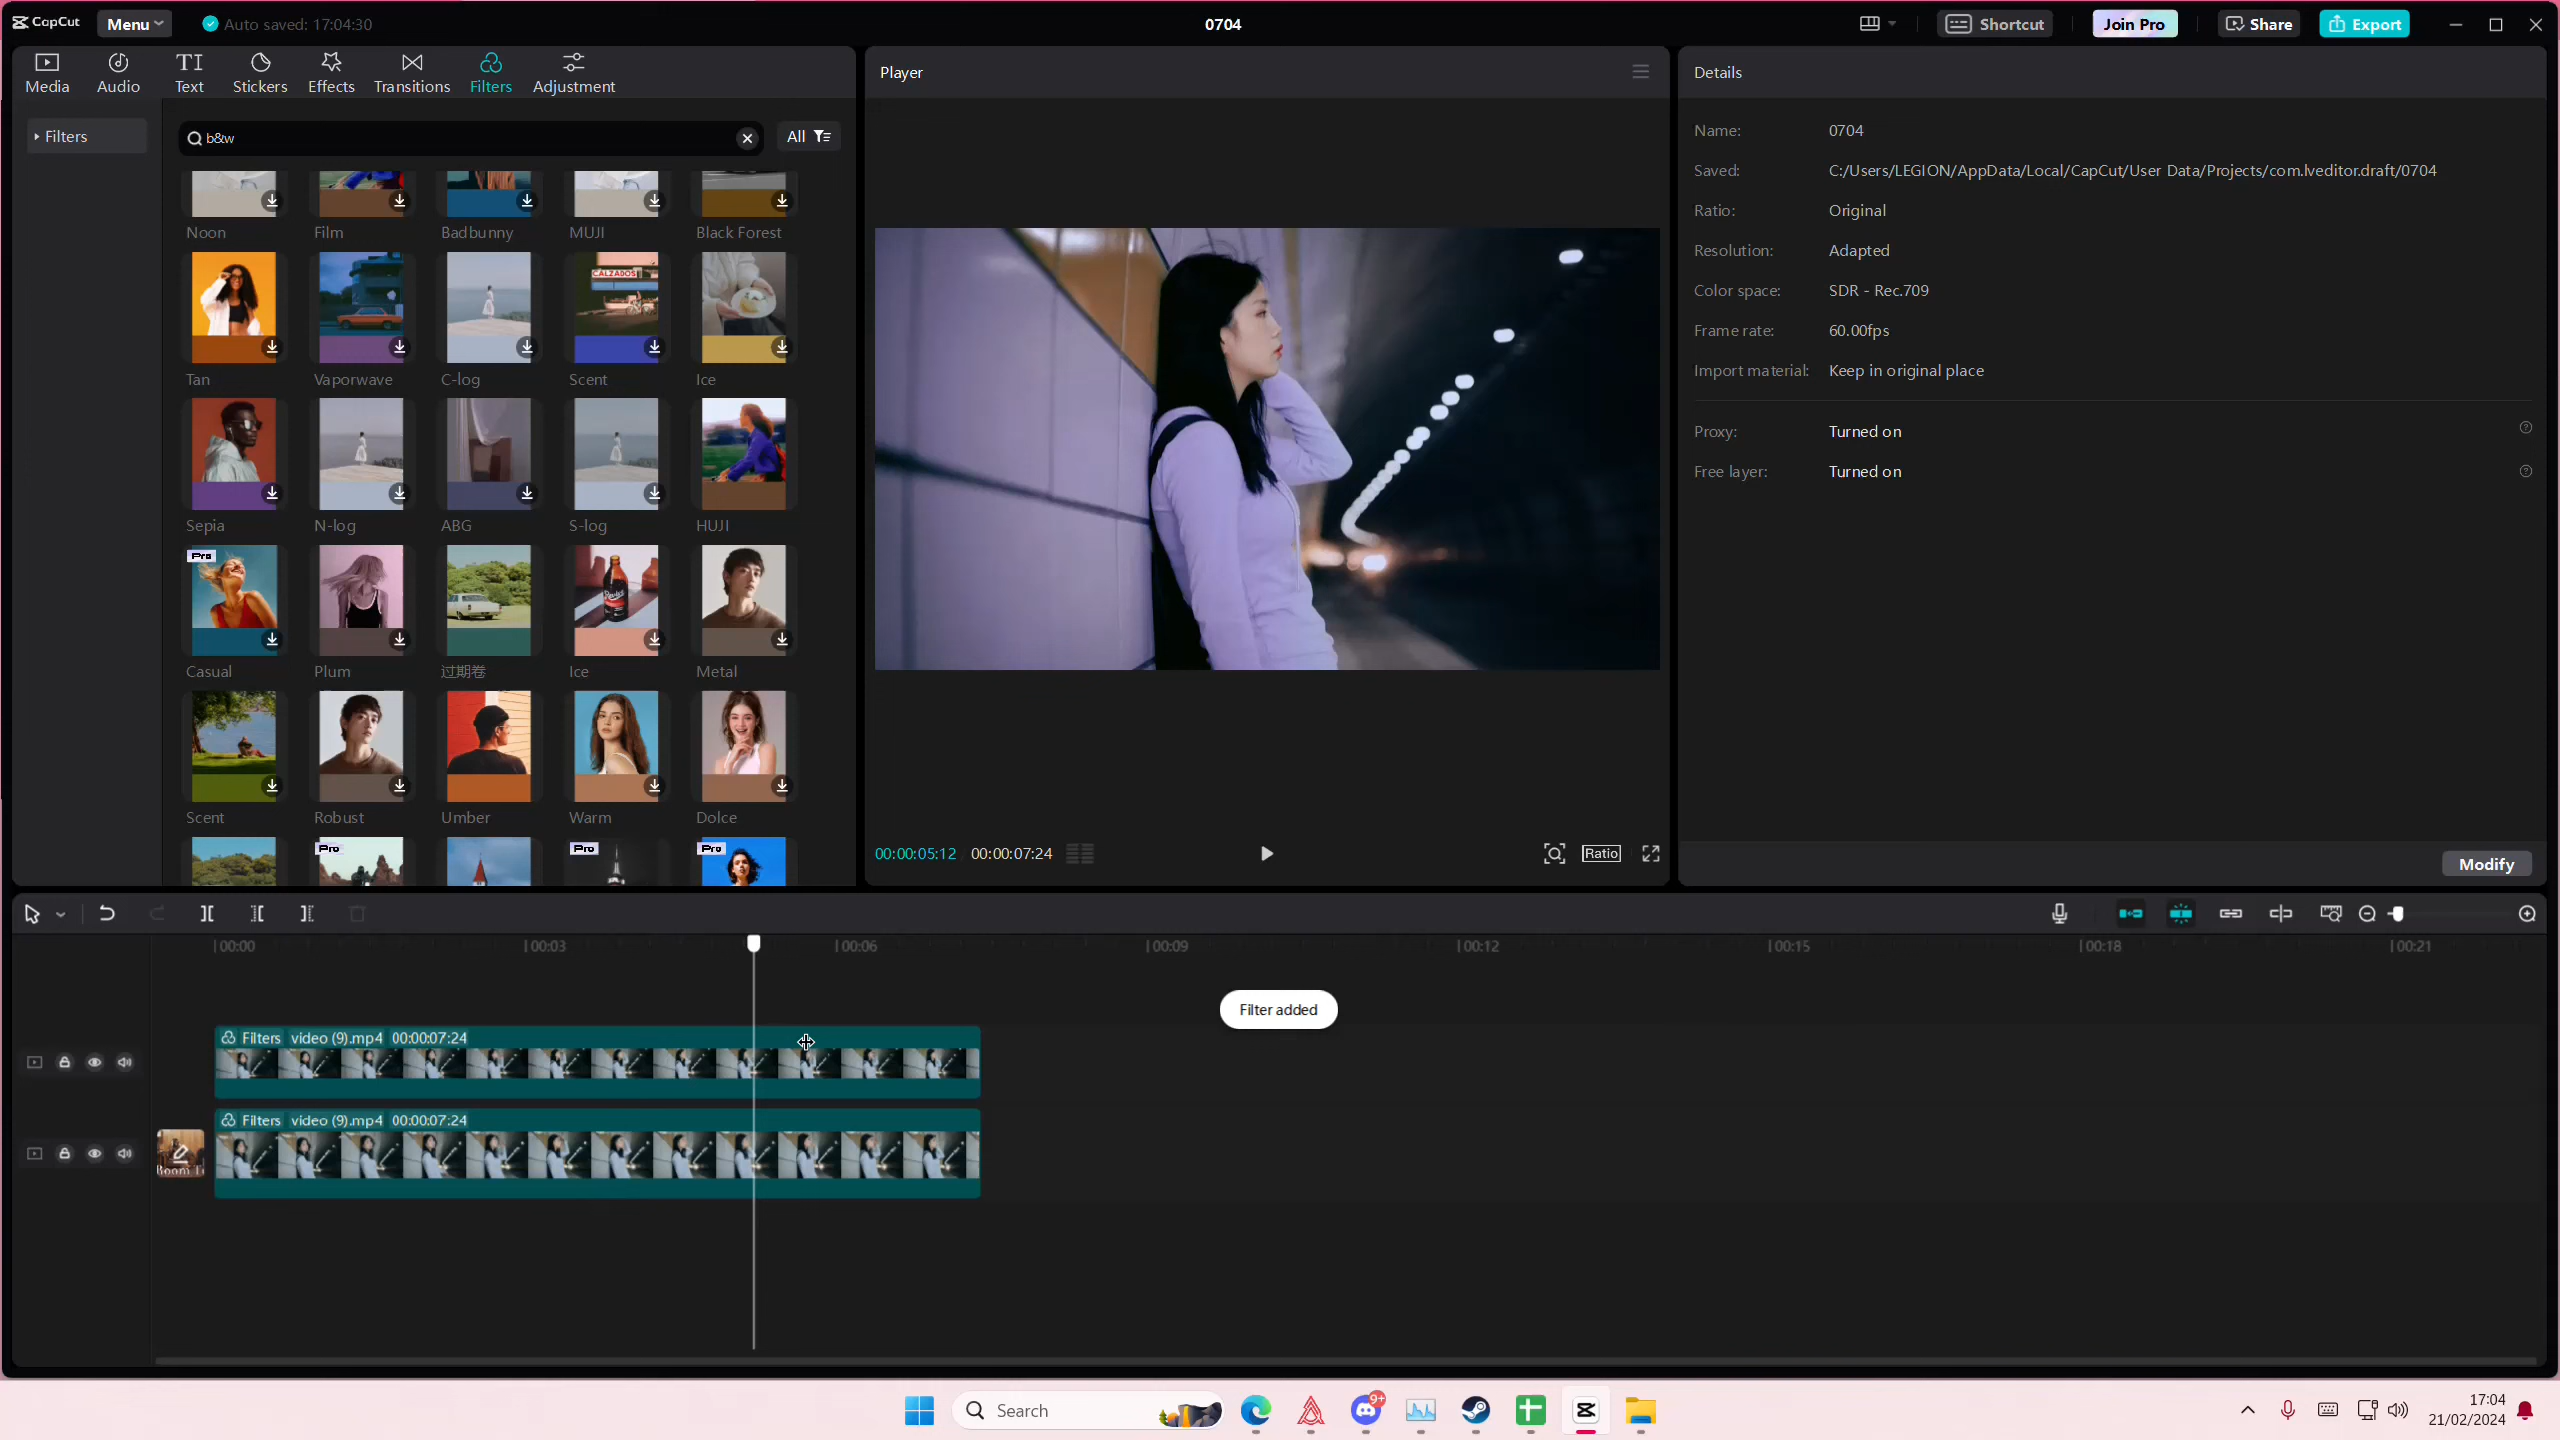 CapCut Menu Auto saved: 17:04:30 0704 Shortcut Join Pro Share Export
Media Audio Text Stickers Effects Transitions Filters Adjustment
Player
Details
Filters
b&w
All
Noon Film Badbunny MUJI Black Forest
CALZADOS
Tan Vaporwave C-log Scent Ice
Sepia N-log ABG S-log HUJI
Pro
Casual Plum 过期卷 Ice Metal
Scent Robust Umber Warm Dolce
Pro Pro Pro
Name: 0704
Saved: C:/Users/LEGION/AppData/Local/CapCut/User Data/Projects/com.lveditor.draft/0704
Ratio: Original
Resolution: Adapted
Color space: SDR - Rec.709
Frame rate: 60.00fps
Import material: Keep in original place
Proxy: Turned on
Free layer: Turned on
00:00:05:12 00:00:07:24
Ratio
Modify
00:00 00:03 00:06 00:09 00:12 00:15 00:18 00:21
Filter added
Filters video (9).mp4 00:00:07:24
Filters video (9).mp4 00:00:07:24
Search
9+
17:04
21/02/2024